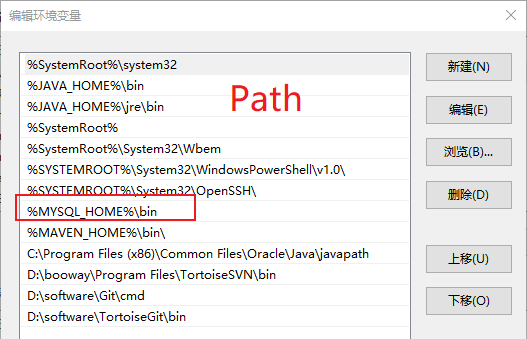 编辑环境变量
%SystemRoot%\system32
%JAVA_HOME%\bin
%JAVA_HOME%\jre\bin
%SystemRoot%
%SystemRoot%\System32\Wbem
%SYSTEMROOT%\System32\WindowsPowerShell\v1.0\
%SYSTEMROOT%\System32\OpenSSH\
%MYSQL_HOME%\bin
%MAVEN_HOME%\bin\
C:\Program Files (x86)\Common Files\Oracle\Java\javapath
D:\booway\Program Files\TortoiseSVN\bin
D:\software\Git\cmd
D:\software\TortoiseGit\bin
Path
新建(N)
编辑(E)
浏览(B)...
删除(D)
上移(U)
下移(O)